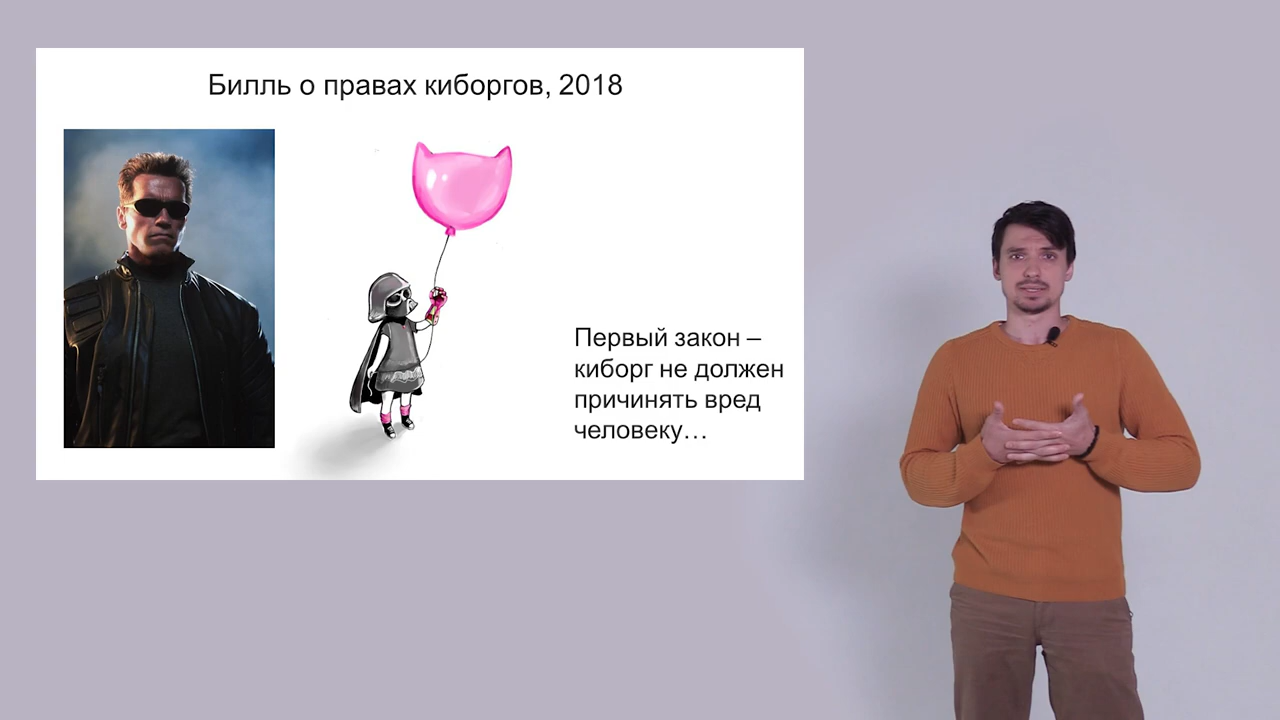 Билль о правах киборгов, 2018
Первый закон –
киборг не должен
причинять вред
человеку…